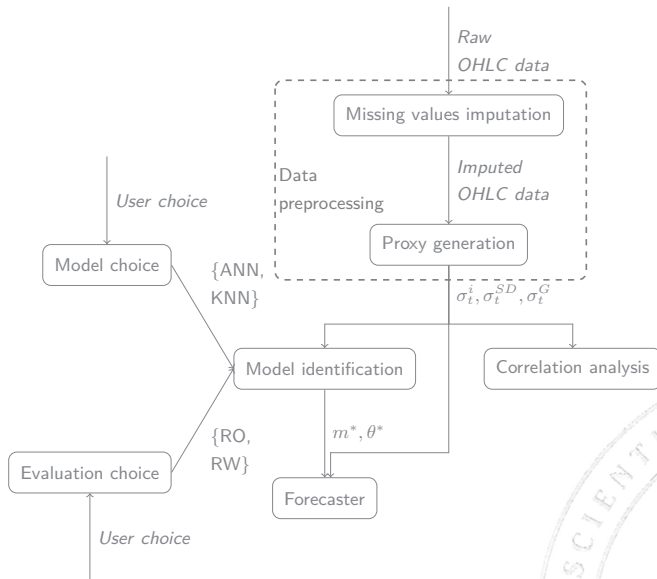 Raw
OHLC data
Missing values imputation
Imputed
OHLC data
Data
preprocessing
Proxy generation
User choice
Model choice
{ANN,
KNN}
σ_t^i, σ_t^{SD}, σ_t^G
Model identification
Correlation analysis
{RO,
RW}
m*, θ*
Evaluation choice
Forecaster
User choice
SCIENTI